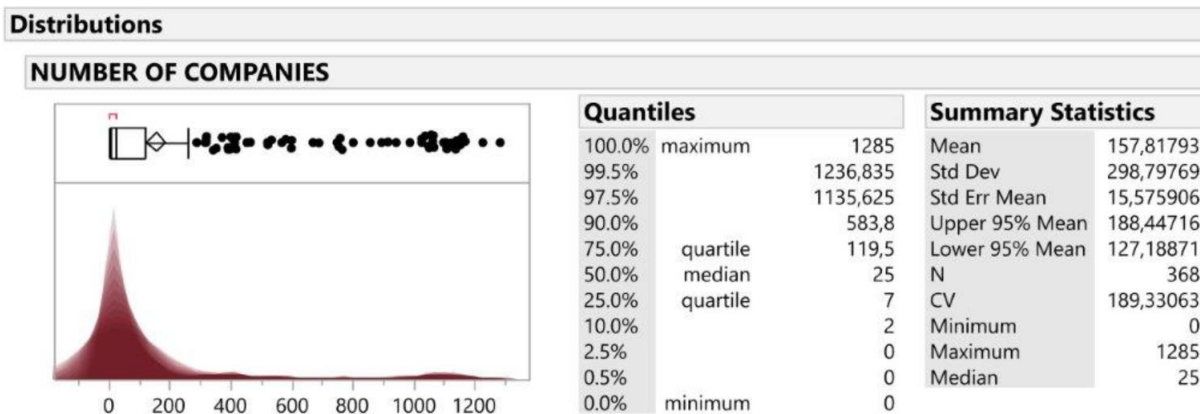 Distributions
NUMBER OF COMPANIES
0 200 400 600 800 1000 1200
Quantiles
100.0% maximum 1285
99.5% 1236,835
97.5% 1135,625
90.0% 583,8
75.0% quartile 119,5
50.0% median 25
25.0% quartile 7
10.0% 2
2.5% 0
0.5% 0
0.0% minimum 0
Summary Statistics
Mean 157,81793
Std Dev 298,79769
Std Err Mean 15,575906
Upper 95% Mean 188,44716
Lower 95% Mean 127,18871
N 368
CV 189,33063
Minimum 0
Maximum 1285
Median 25